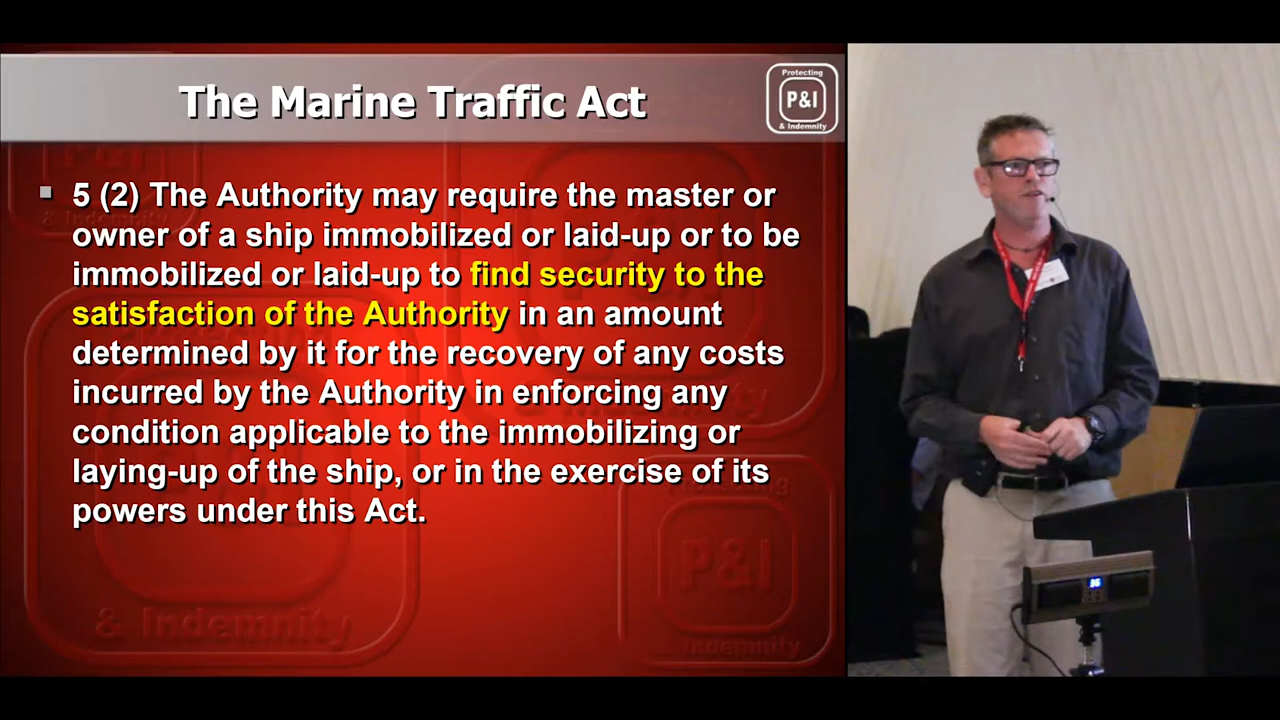 The Marine Traffic Act
Protecting
P&I
& Indemnity
5 (2) The Authority may require the master or
owner of a ship immobilized or laid-up or to be
immobilized or laid-up to find security to the
satisfaction of the Authority in an amount
determined by it for the recovery of any costs
incurred by the Authority in enforcing any
condition applicable to the immobilizing or
laying-up of the ship, or in the exercise of its
powers under this Act.
P&I
& Indemnity
Indemnity